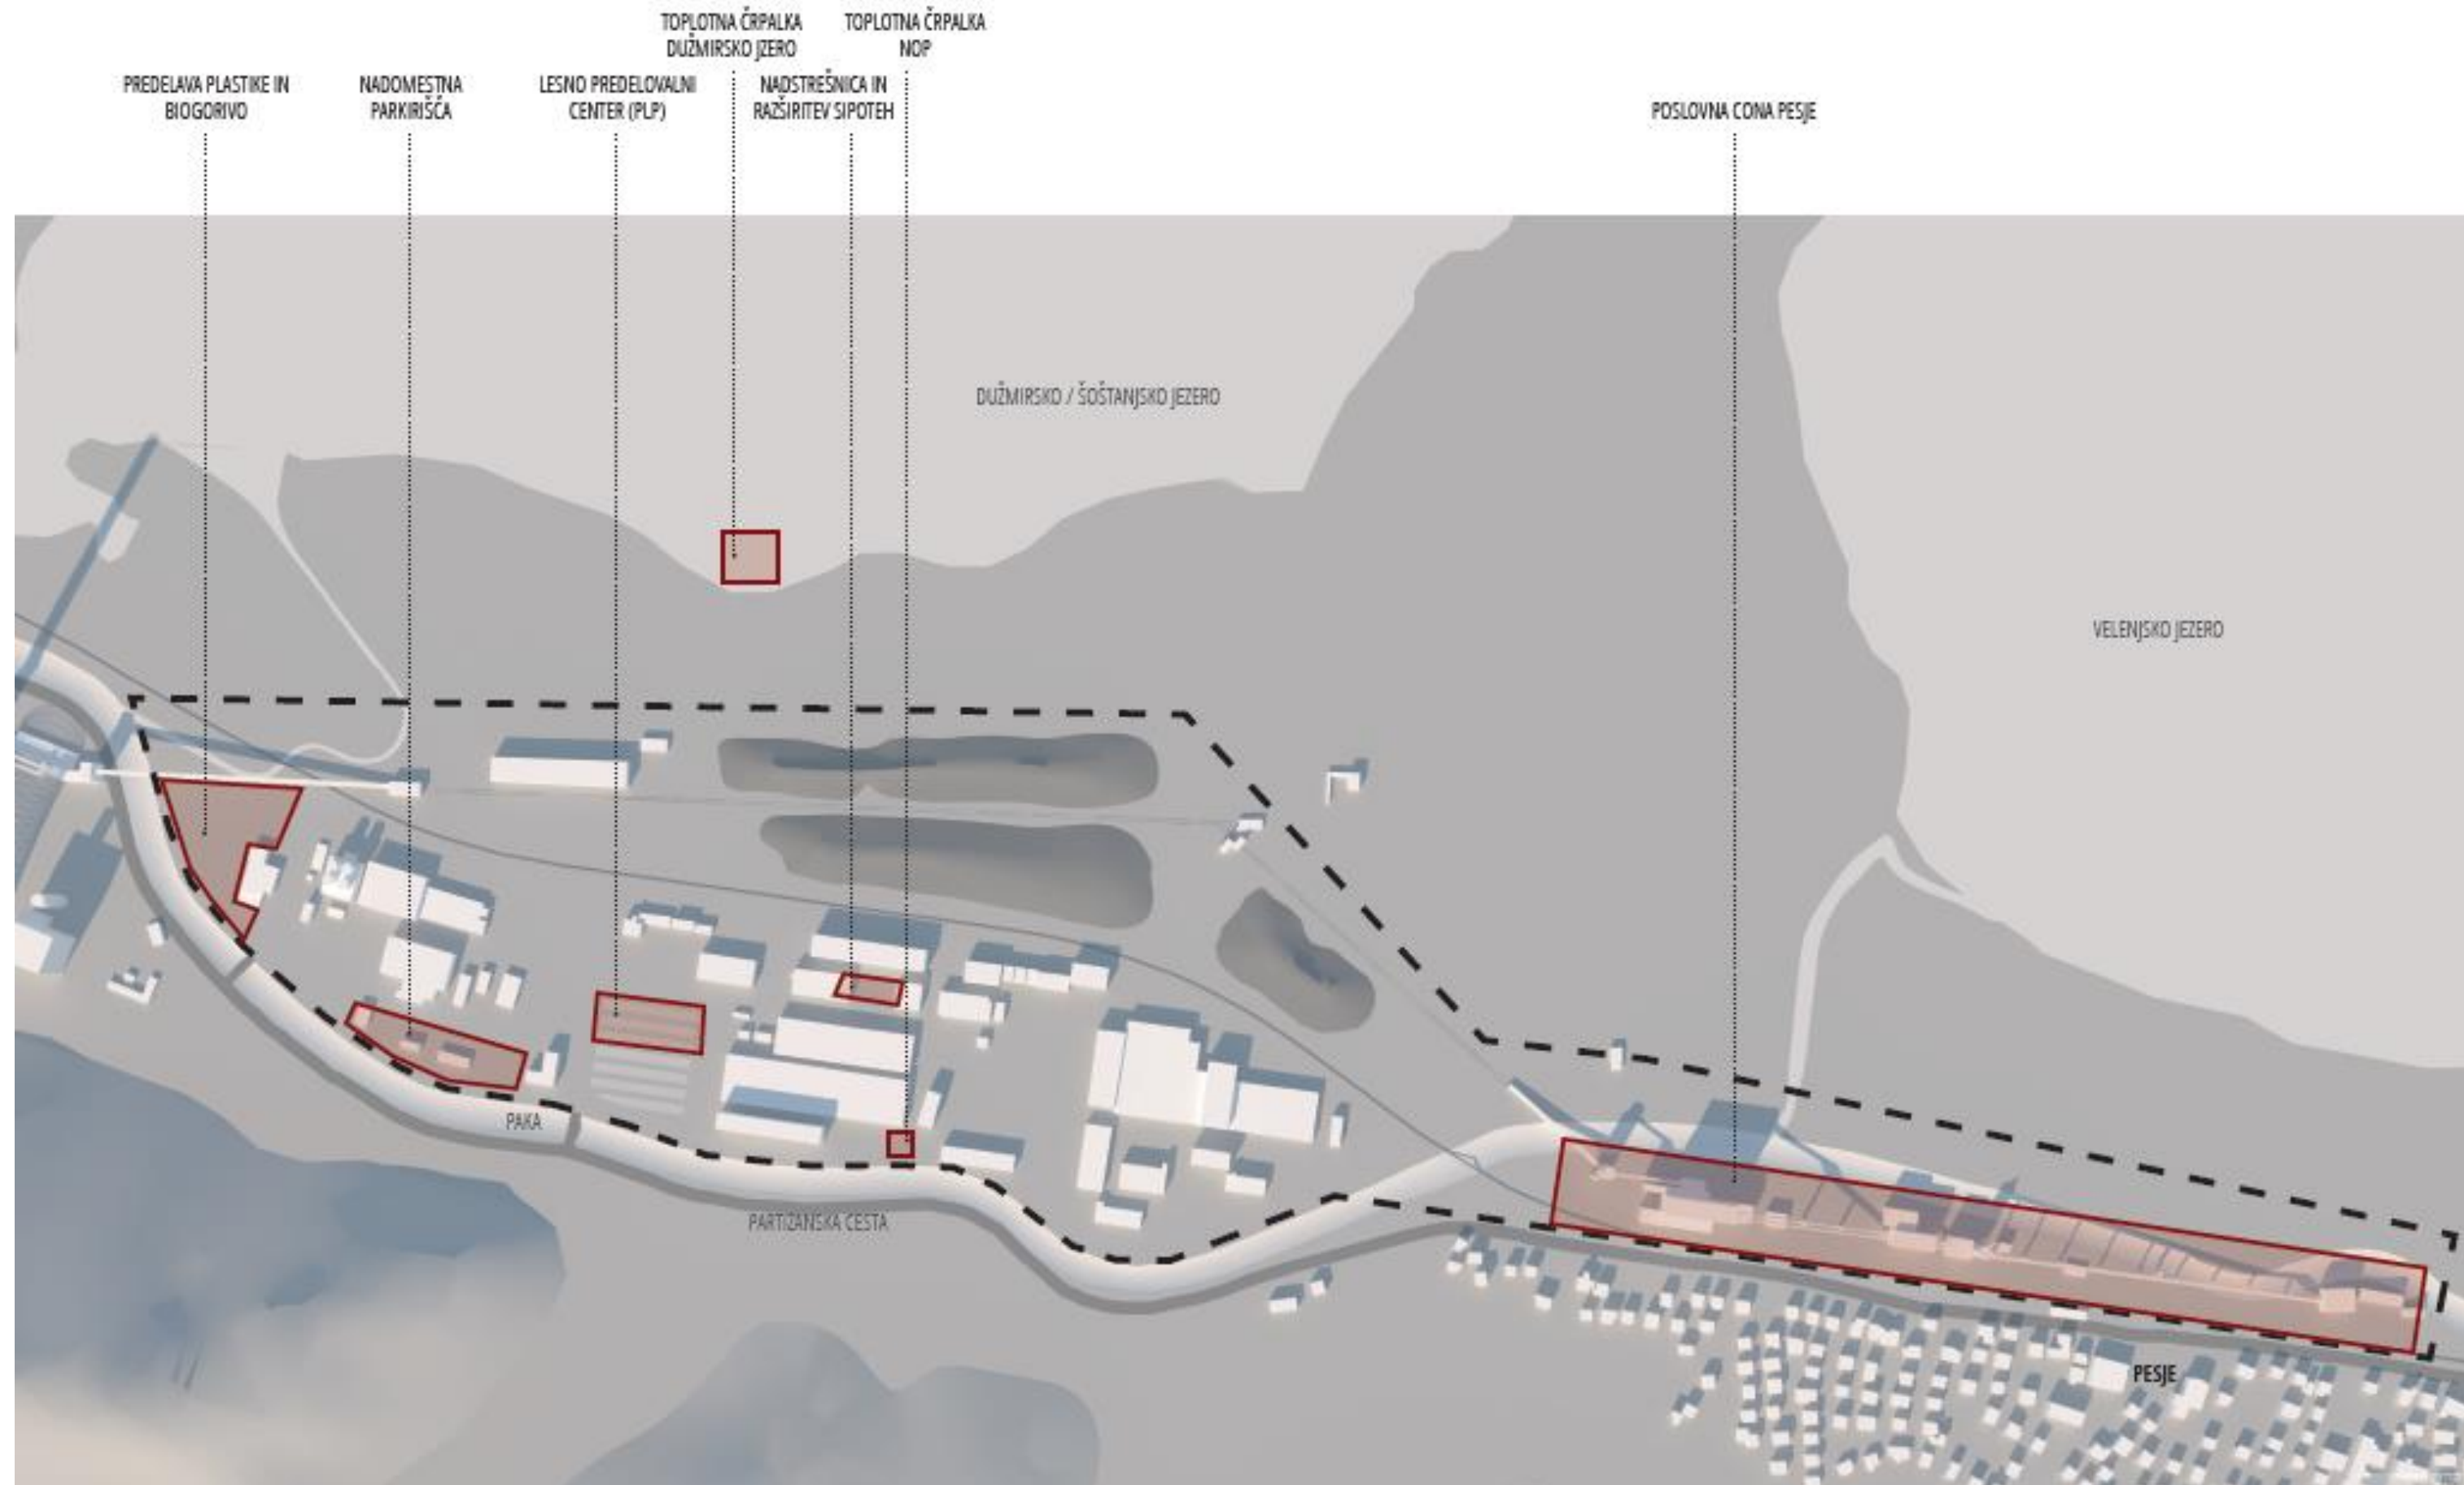 TOPLOTNA ČRPALKA
DUŽMIRSKO JZERO
TOPLOTNA ČRPALKA
NOP
PREDELAVA PLASTIKE IN
BIOGORIVO
NADOMESTNA
PARKIRIŠČA
LESNO PREDELOVALNI
CENTER (PLP)
NADSTREŠNICA IN
RAZŠIRITEV SIPOTEH
POSLOVNA CONA PESJE
DUŽMIRSKO / ŠOŠTANJSKO JEZERO
VELENJSKO JEZERO
PAKA
PARTIZANSKA CESTA
PESJE